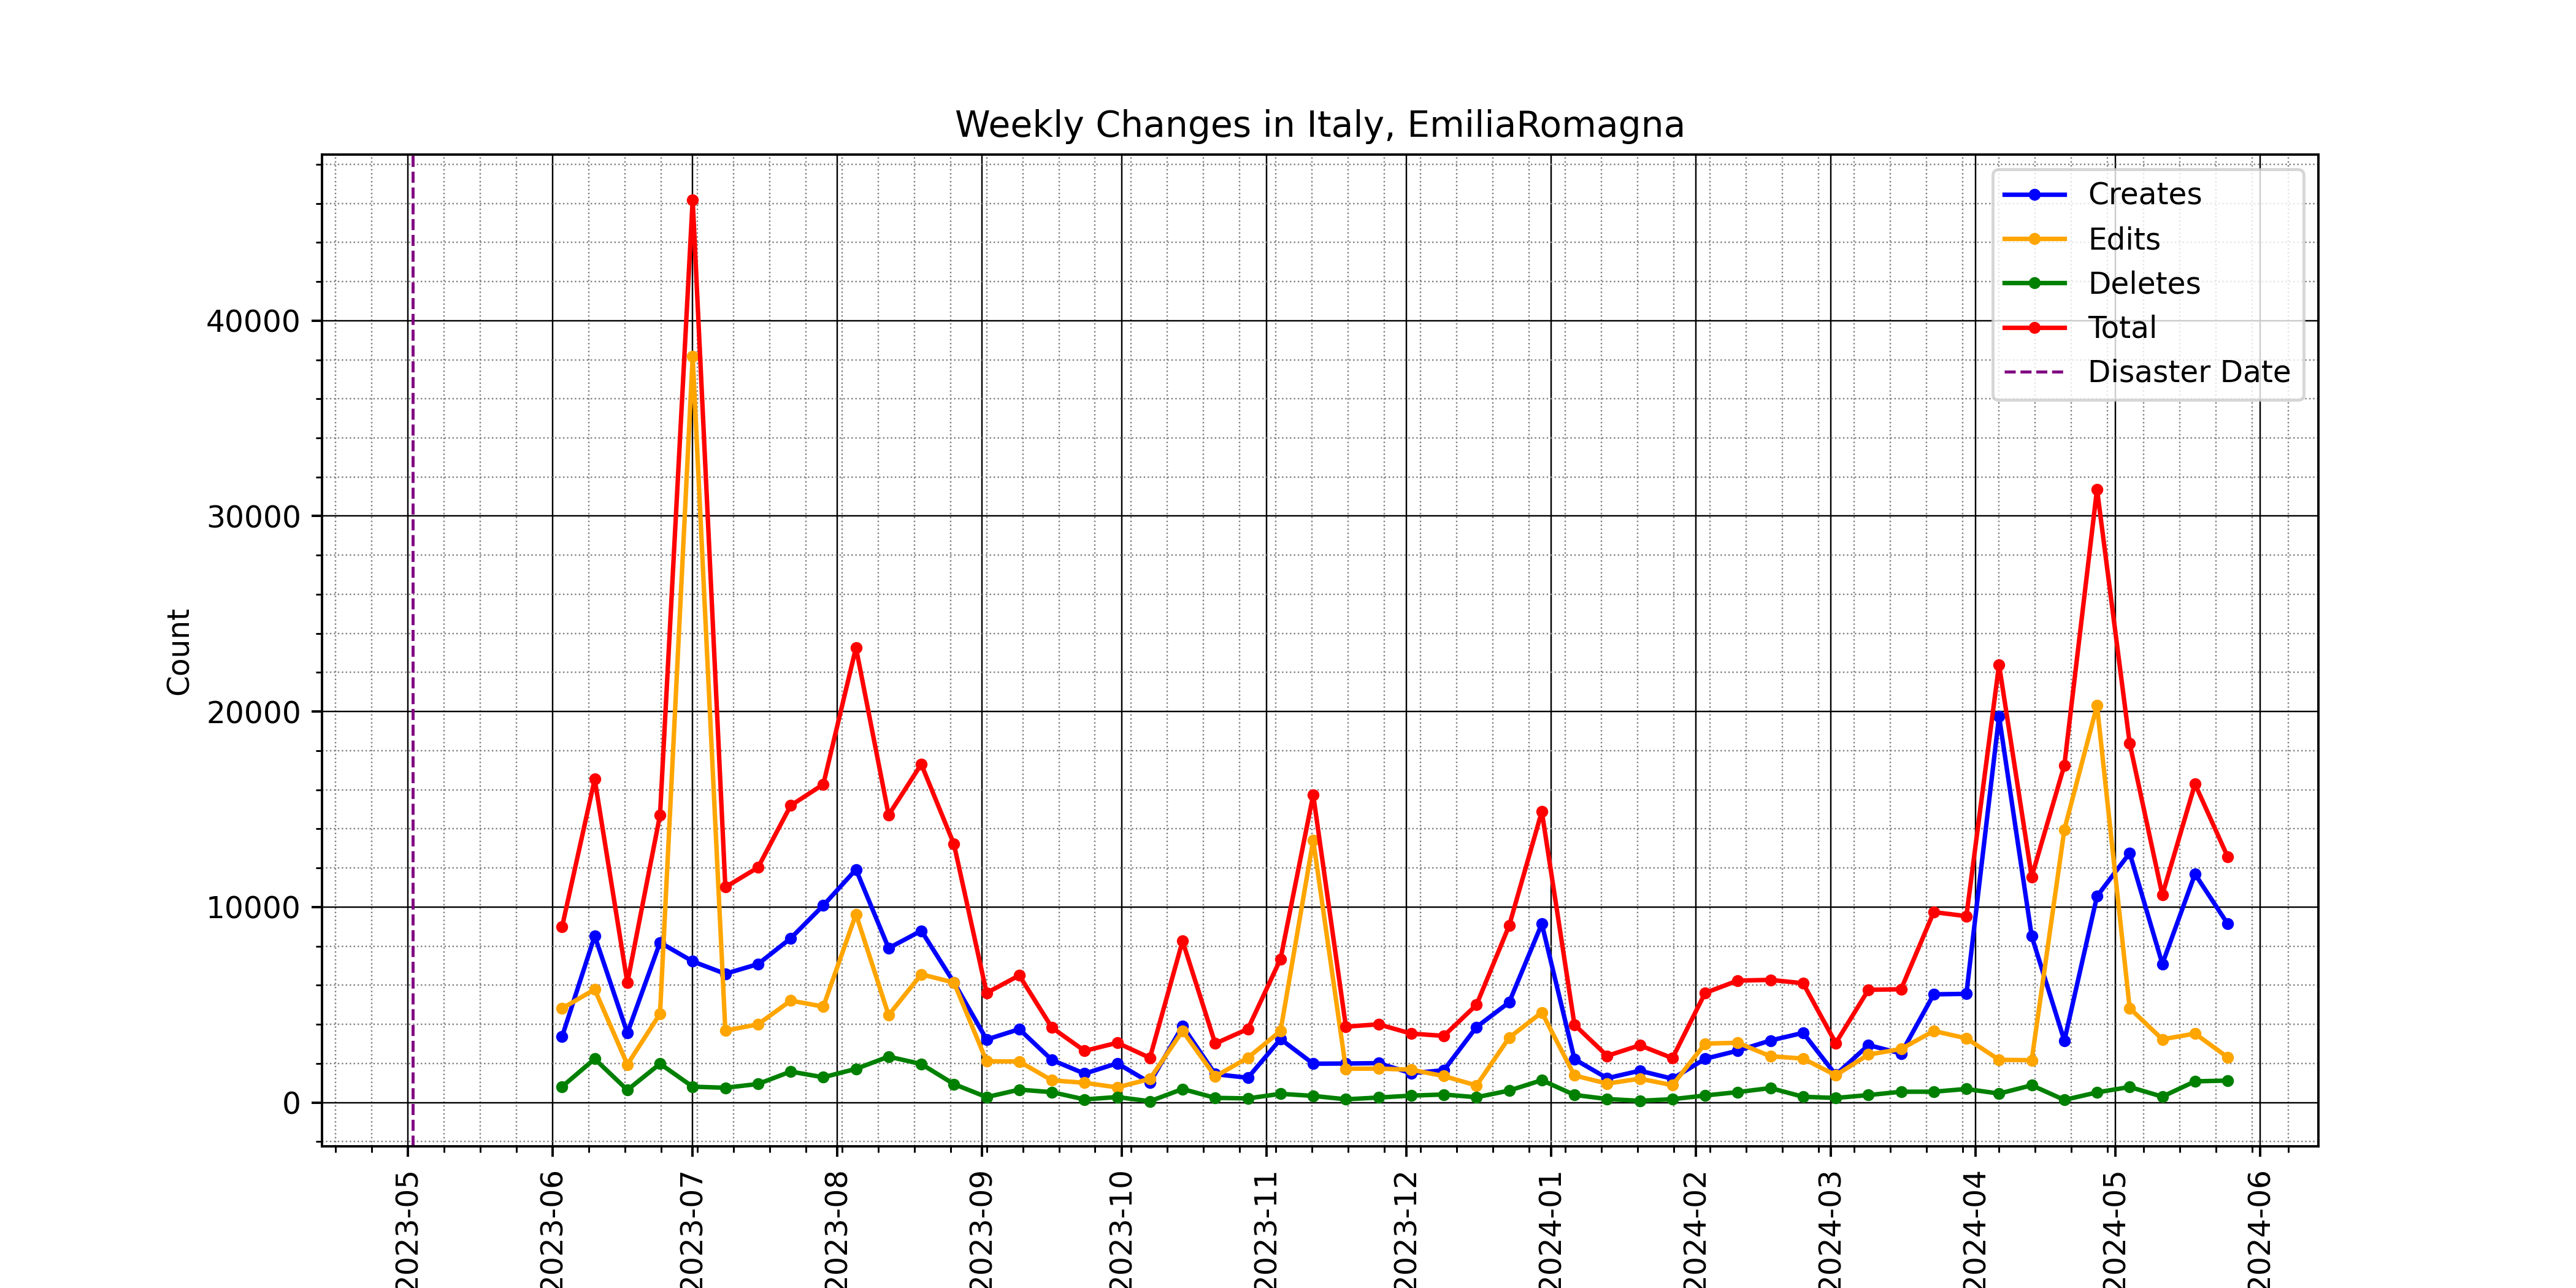 Weekly Changes in Italy, EmiliaRomagna
Creates
Edits
Deletes
Total
Disaster Date
Count
40000
30000
20000
10000
0
2023-05
2023-06
2023-07
2023-08
2023-09
2023-10
2023-11
2023-12
2024-01
2024-02
2024-03
2024-04
2024-05
2024-06